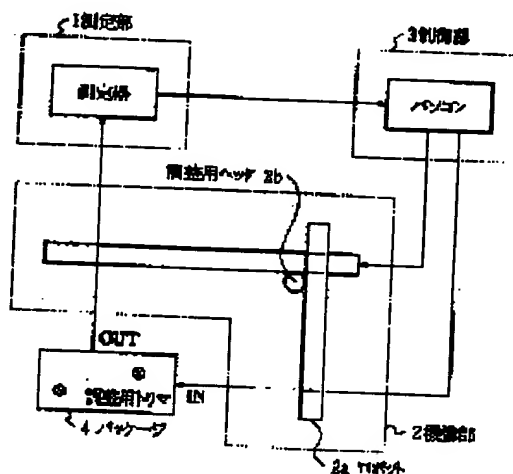 1測定部
3制御部
測定器
パソコン
調整用ヘッド 2b
OUT
調整用トリマ
IN
4 パッケージ
2機構部
2a ロボット